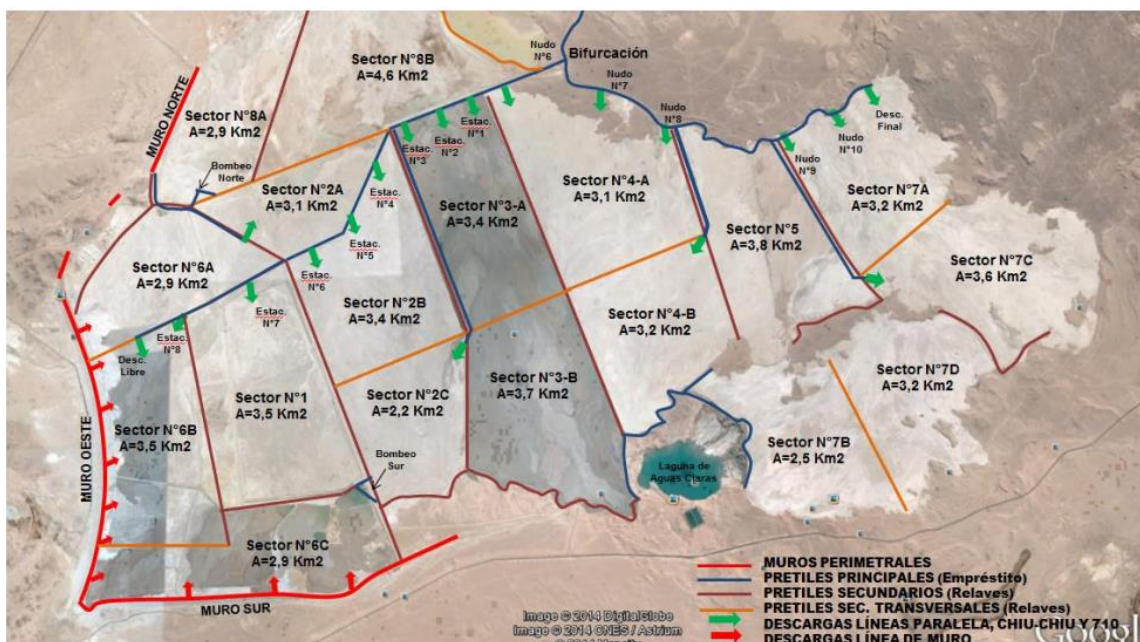 Nudo
N°6
Bifurcación
Sector N°8B
A=4,6 Km2
Nudo
N°7
Nudo
N°8
Desc.
Final
Nudo
N°10
Nudo
N°9
MURO NORTE
Sector N°8A
A=2,9 Km2
Estac.
N°1
Estac.
N°2
Estac.
N°3
Bombeo
Norte
Sector N°2A
A=3,1 Km2
Estac.
N°4
Sector N°3-A
A=3,4 Km2
Sector N°4-A
A=3,1 Km2
Sector N°7A
A=3,2 Km2
Sector N°5
A=3,8 Km2
Estac.
N°5
Sector N°6A
A=2,9 Km2
Estac.
N°6
Sector N°7C
A=3,6 Km2
Sector N°2B
A=3,4 Km2
Estac.
N°7
Sector N°4-B
A=3,2 Km2
Estac.
N°8
Desc.
Libre
Sector N°3-B
A=3,7 Km2
Sector N°7D
A=3,2 Km2
Sector N°1
A=3,5 Km2
Sector N°2C
A=2,2 Km2
MURO OESTE
Sector N°6B
A=3,5 Km2
Sector N°7B
A=2,5 Km2
Bombeo
Sur
Laguna de
Aguas Claras
Sector N°6C
A=2,9 Km2
MURO SUR
MUROS PERIMETRALES
PRETILES PRINCIPALES (Empréstito)
PRETILES SECUNDARIOS (Relaves)
PRETILES SEC. TRANSVERSALES (Relaves)
DESCARGAS LÍNEAS PARALELA, CHIU-CHIU Y 7.10
DESCARGAS LÍNEA DE MURO
Image © 2014 DigitalGlobe
Image © 2014 CNES / Astrium
Google